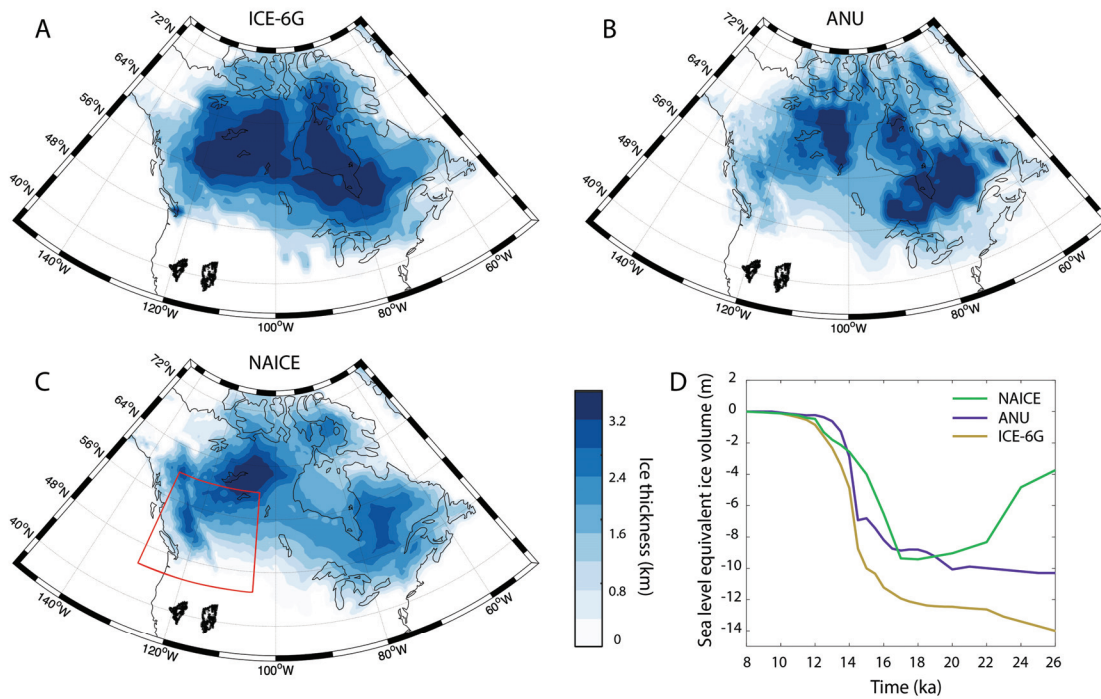 A
ICE-6G
72°N
64°N
56°N
48°N
40°N
140°W
120°W
100°W
80°W
60°W
B
ANU
72°N
64°N
56°N
48°N
40°N
140°W
120°W
100°W
80°W
60°W
C
NAICE
72°N
64°N
56°N
48°N
40°N
140°W
120°W
100°W
80°W
60°W
3.2
2.4
1.6
0.8
0
Ice thickness (km)
D
NAICE
ANU
ICE-6G
2
0
-2
-4
-6
-8
-10
-12
-14
Sea level equivalent ice volume (m)
8 10 12 14 16 18 20 22 24 26
Time (ka)